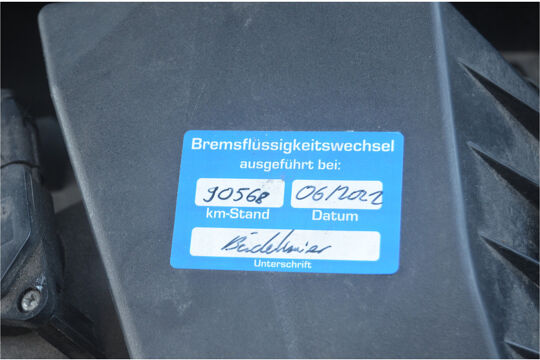 Bremsflüssigkeitswechsel
ausgeführt bei:
90568 06/2022
km-Stand Datum
Unterschrift